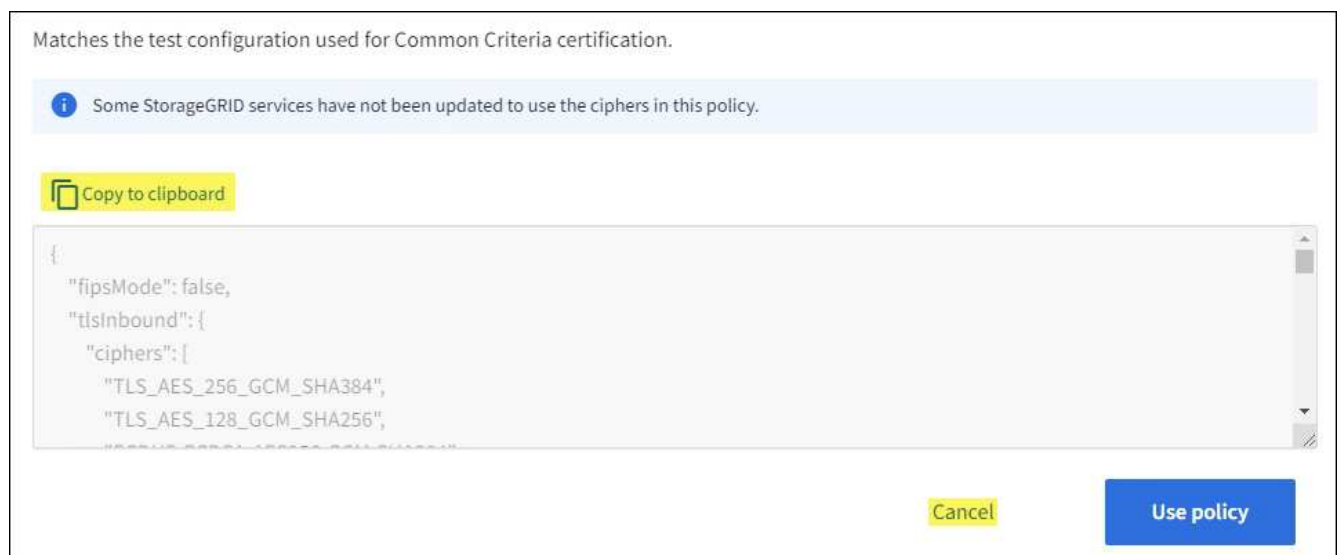 Matches the test configuration used for Common Criteria certification.
Some StorageGRID services have not been updated to use the ciphers in this policy.
Copy to clipboard
{
"fipsMode": false,
"tlsInbound": {
"ciphers": [
"TLS_AES_256_GCM_SHA384",
"TLS_AES_128_GCM_SHA256",
Cancel
Use policy